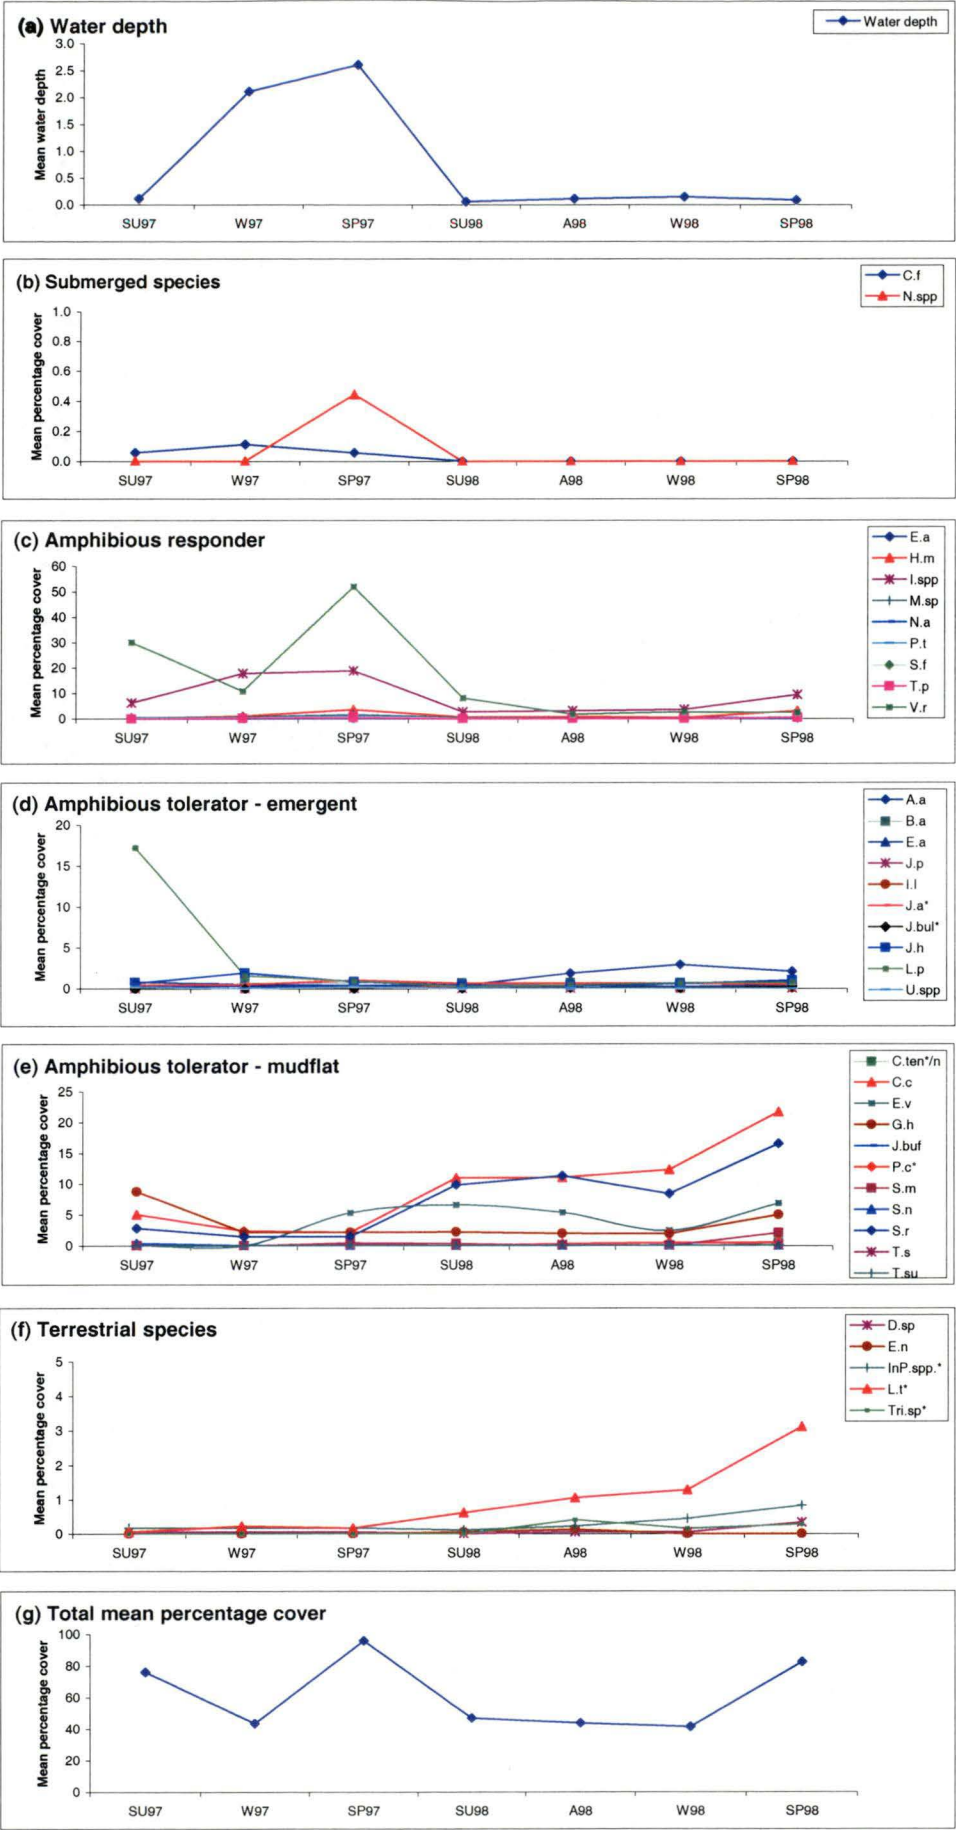 (a) Water depth
Water depth
Mean water depth
3.0
2.5
2.0
1.5
1.0
0.5
0.0
SU97 W97 SP97 SU98 A98 W98 SP98
(b) Submerged species
C.f
N.spp
Mean percentage cover
1.0
0.8
0.6
0.4
0.2
0.0
SU97 W97 SP97 SU98 A98 W98 SP98
(c) Amphibious responder
E.a
H.m
I.spp
M.sp
N.a
P.t
S.f
T.p
V.r
Mean percentage cover
60
50
40
30
20
10
0
SU97 W97 SP97 SU98 A98 W98 SP98
(d) Amphibious tolerator - emergent
A.a
B.a
E.a
J.p
I.l
J.a*
J.bul*
J.h
L.p
U.spp
Mean percentage cover
20
15
10
5
0
SU97 W97 SP97 SU98 A98 W98 SP98
(e) Amphibious tolerator - mudflat
C.ten*/n
C.c
E.v
G.h
J.buf
P.c*
S.m
S.n
S.r
T.s
T.su
Mean percentage cover
25
20
15
10
5
0
SU97 W97 SP97 SU98 A98 W98 SP98
(f) Terrestrial species
D.sp
E.n
InP.spp.*
L.t*
Tri.sp*
Mean percentage cover
5
4
3
2
1
0
SU97 W97 SP97 SU98 A98 W98 SP98
(g) Total mean percentage cover
Mean percentage cover
100
80
60
40
20
0
SU97 W97 SP97 SU98 A98 W98 SP98